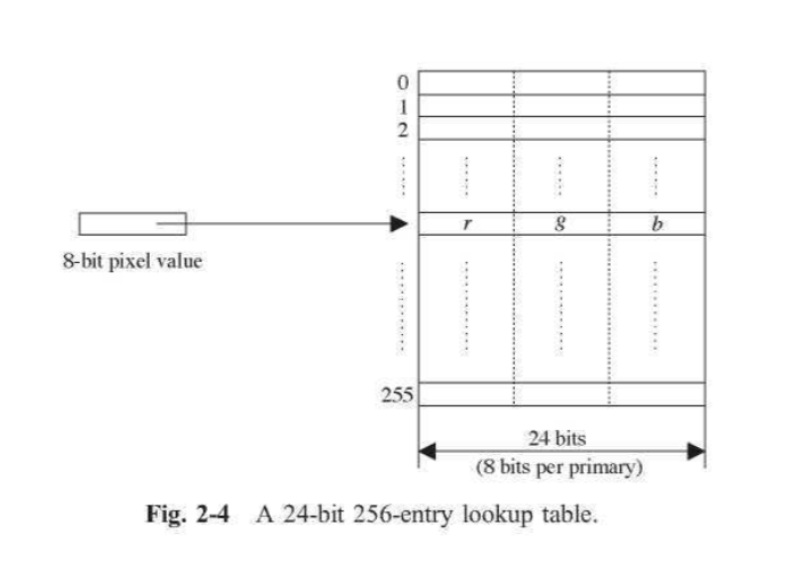 0
1
2
r g b
8-bit pixel value
255
24 bits
(8 bits per primary)
Fig. 2-4 A 24-bit 256-entry lookup table.